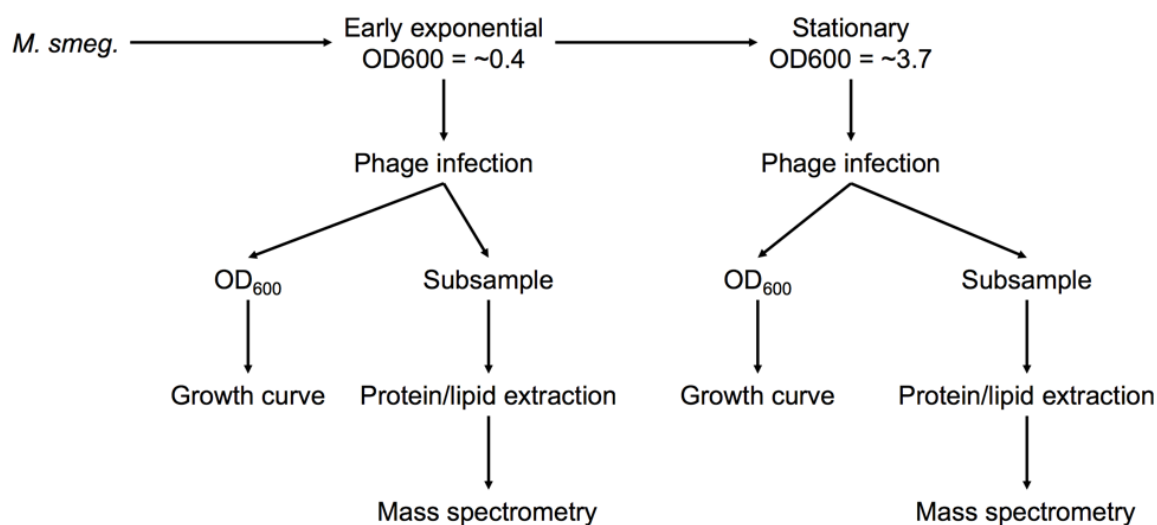 M. smeg.
Early exponential
OD600 = ~0.4
Stationary
OD600 = ~3.7
Phage infection
Phage infection
OD600
Subsample
OD600
Subsample
Growth curve
Protein/lipid extraction
Growth curve
Protein/lipid extraction
Mass spectrometry
Mass spectrometry